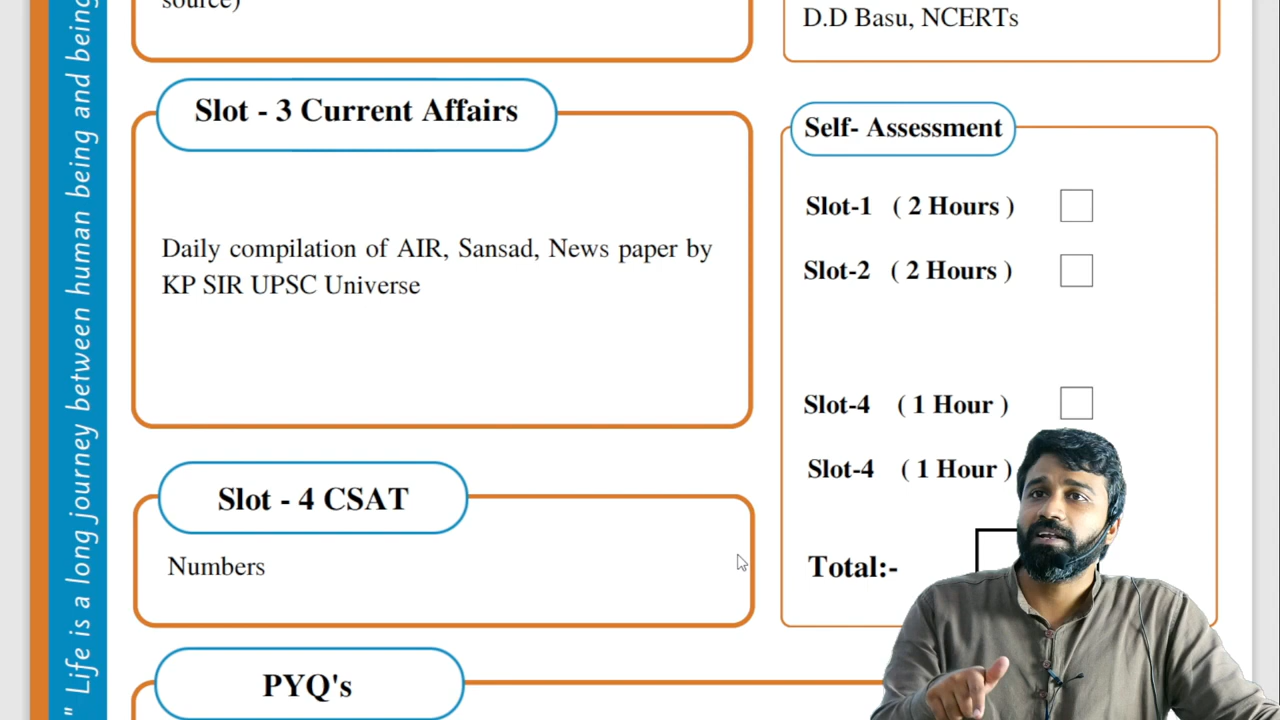 source)
D.D Basu, NCERTs
Slot - 3 Current Affairs
Daily compilation of AIR, Sansad, News paper by
KP SIR UPSC Universe
Slot - 4 CSAT
Numbers
PYQ's
Self- Assessment
Slot-1 ( 2 Hours )
Slot-2 ( 2 Hours )
Slot-4 ( 1 Hour )
Slot-4 ( 1 Hour )
Total:-
" Life is a long journey between human being and being